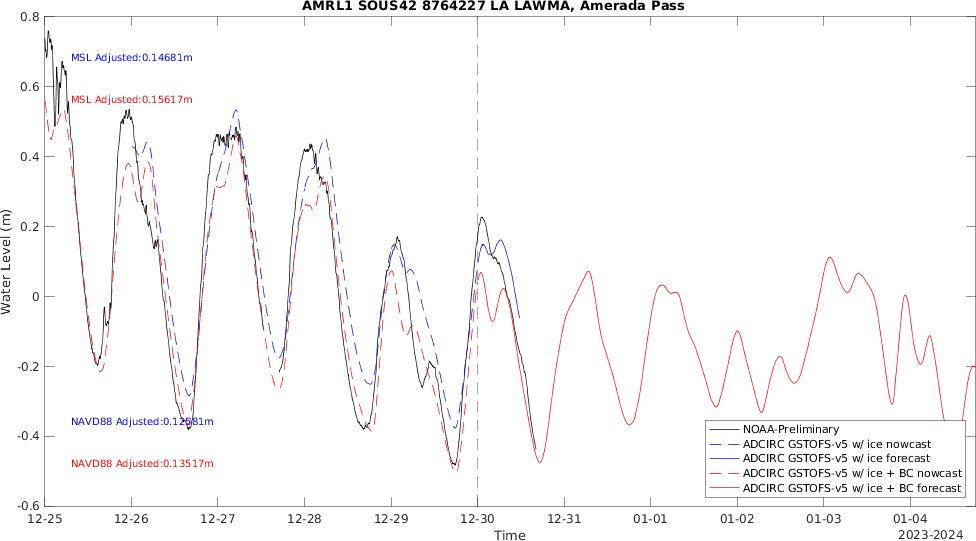 AMRL1 SOUS42 8764227 LA LAWMA, Amerada Pass
0.8
0.6
0.4
0.2
0
-0.2
-0.4
-0.6
Water Level (m)
MSL Adjusted:0.14681m
MSL Adjusted:0.15617m
NAVD88 Adjusted:0.12581m
NAVD88 Adjusted:0.13517m
NOAA-Preliminary
ADCIRC GSTOFS-v5 w/ ice nowcast
ADCIRC GSTOFS-v5 w/ ice forecast
ADCIRC GSTOFS-v5 w/ ice + BC nowcast
ADCIRC GSTOFS-v5 w/ ice + BC forecast
12-25 12-26 12-27 12-28 12-29 12-30 12-31 01-01 01-02 01-03 01-04
Time
2023-2024